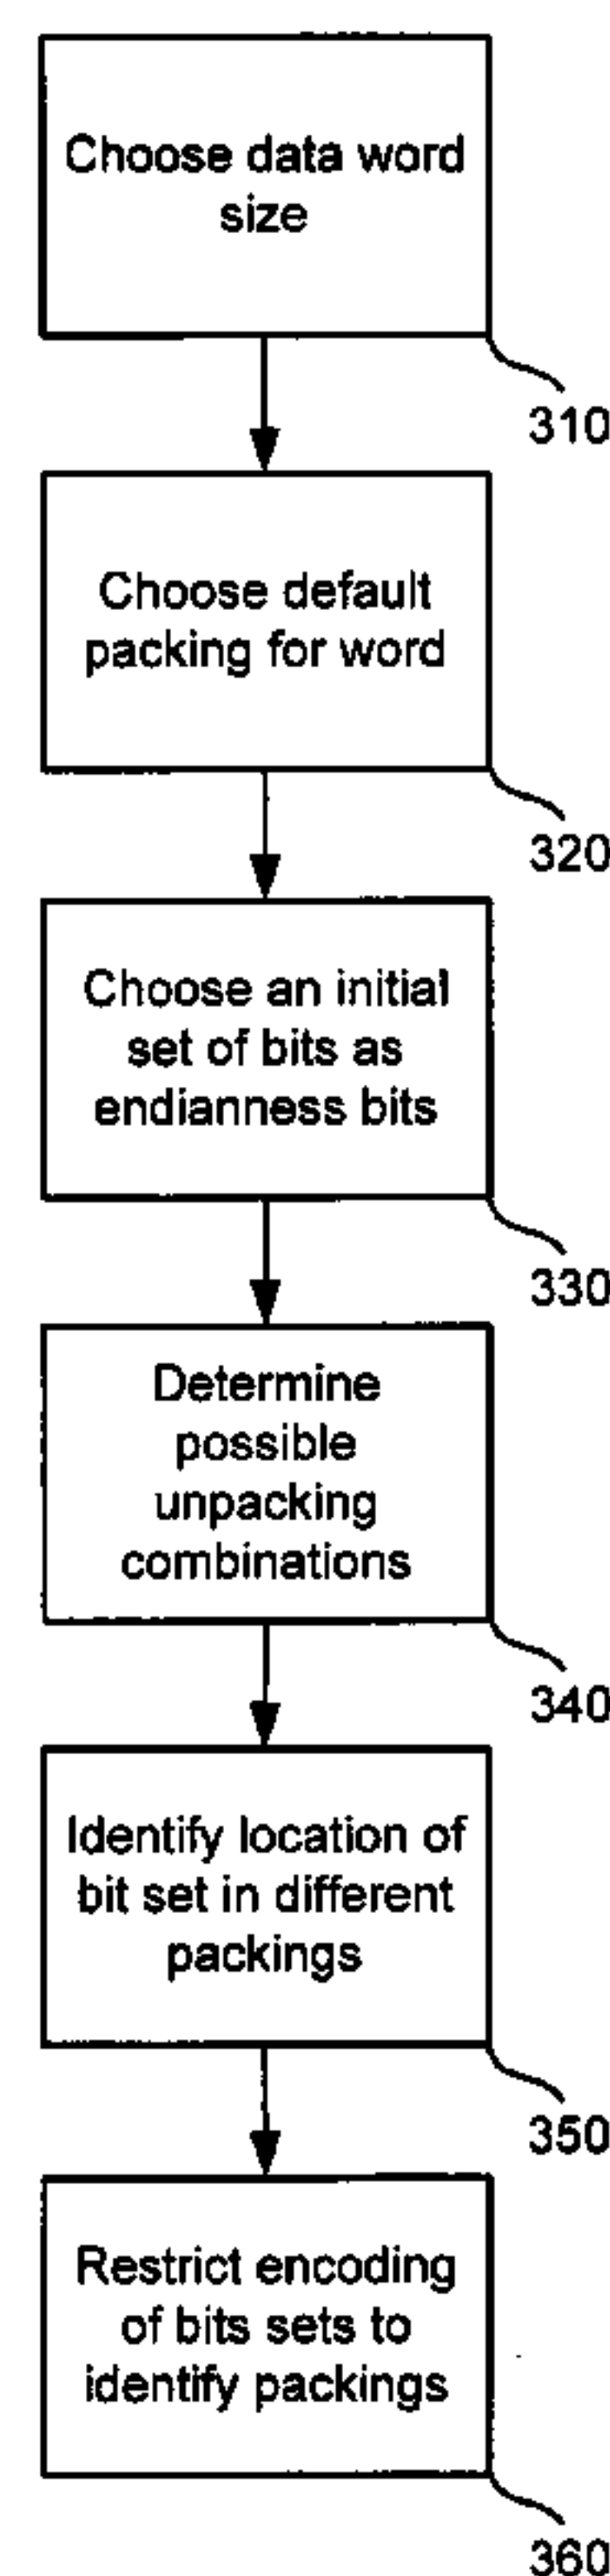 Choose data word
size
310
Choose default
packing for word
320
Choose an initial
set of bits as
endianness bits
330
Determine
possible
unpacking
combinations
340
Identify location of
bit set in different
packings
350
Restrict encoding
of bits sets to
identify packings
360